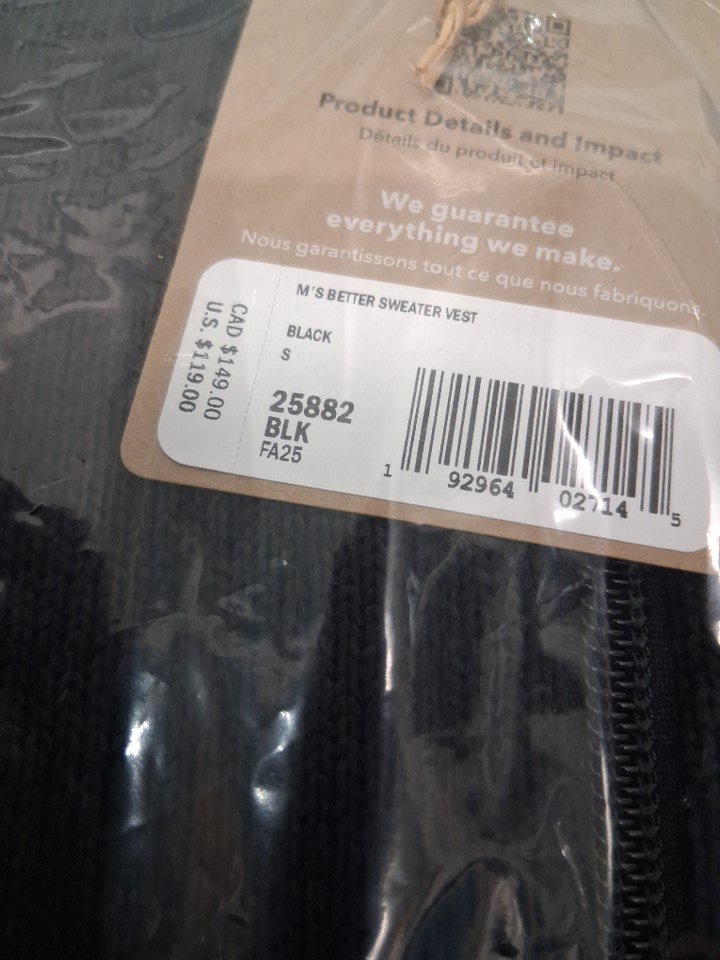 Product Details and Impact
Détails du produit et impact
We guarantee
everything we make.
Nous garantissons tout ce que nous fabriquons.
M'S BETTER SWEATER VEST
BLACK
S
25882
BLK
FA25
CAD $149.00
U.S. $119.00
1 92964 02714 5